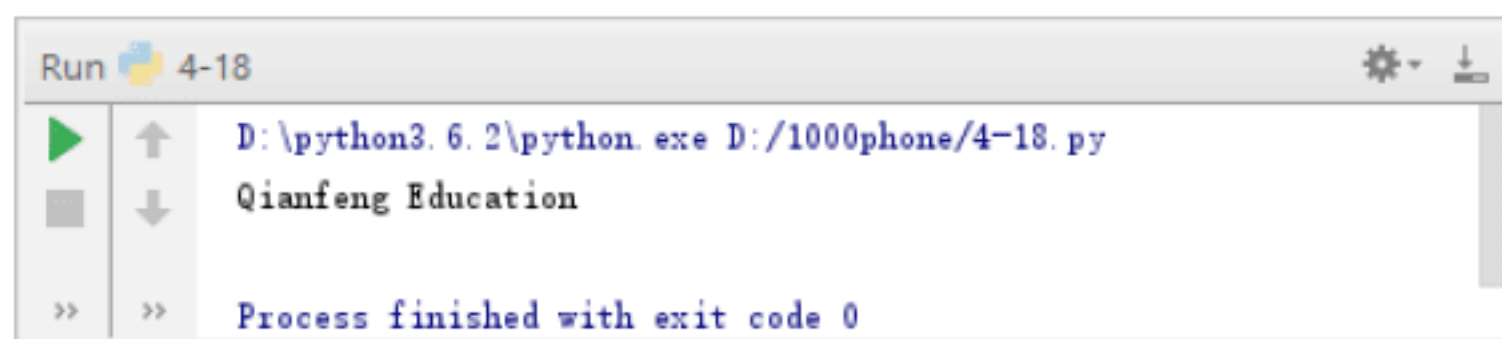 Run 4-18
D:\python3.6.2\python.exe D:/1000phone/4-18.py
Qianfeng Education
Process finished with exit code 0